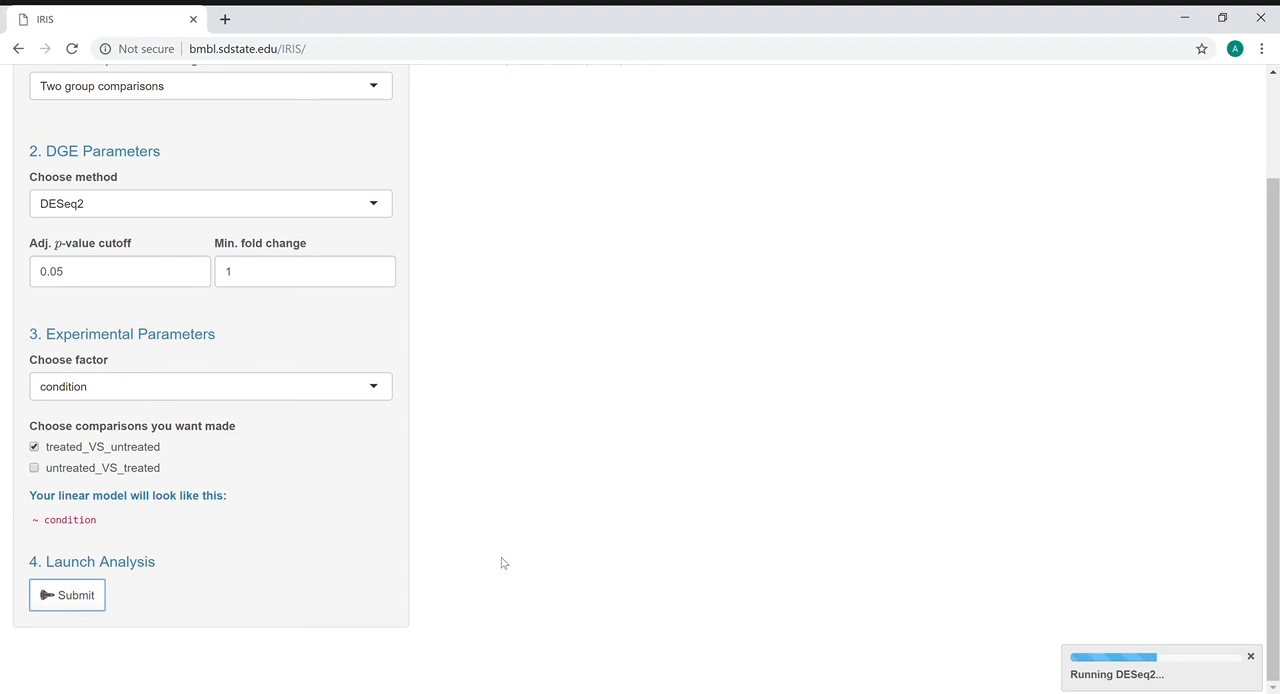 IRIS
Not secure
bmbl.sdstate.edu/IRIS/
A
Two group comparisons
2. DGE Parameters
Choose method
DESeq2
Adj. p-value cutoff Min. fold change
0.05 1
3. Experimental Parameters
Choose factor
condition
Choose comparisons you want made
treated_VS_untreated
untreated_VS_treated
Your linear model will look like this:
~ condition
4. Launch Analysis
Submit
Running DESeq2...